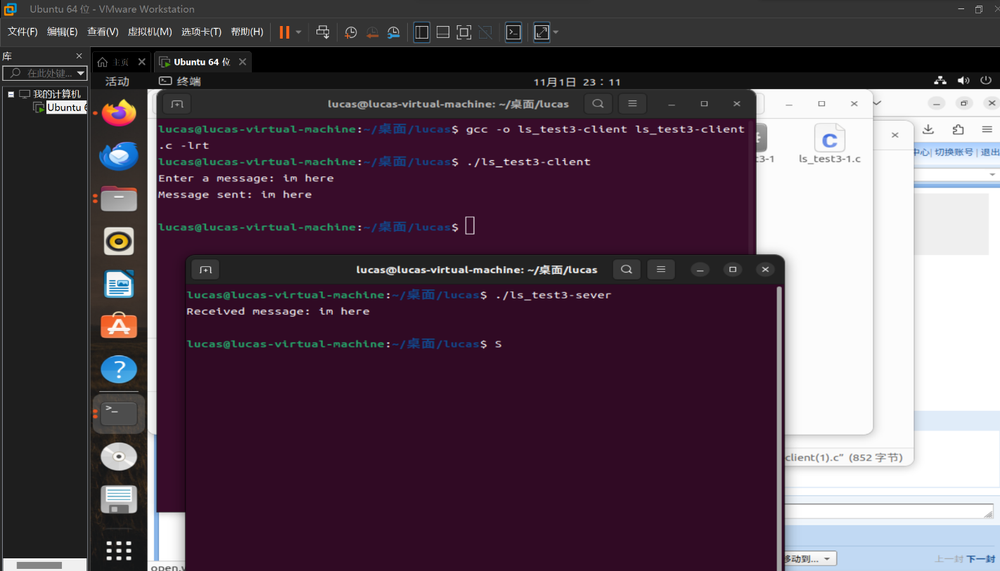 Ubuntu 64 位 - VMware Workstation
文件(F) 编辑(E) 查看(V) 虚拟机(M) 选项卡(T) 帮助(H)
库
在此处键...
我的计算机
Ubuntu 6
主页
Ubuntu 64 位
活动
终端
11月1日 23：11
lucas@lucas-virtual-machine: ~/桌面/lucas
lucas@lucas-virtual-machine:~/桌面/lucas$ gcc -o ls_test3-client ls_test3-client
.c -lrt
lucas@lucas-virtual-machine:~/桌面/lucas$ ./ls_test3-client
Enter a message: im here
Message sent: im here
lucas@lucas-virtual-machine:~/桌面/lucas$
lucas@lucas-virtual-machine: ~/桌面/lucas
lucas@lucas-virtual-machine:~/桌面/lucas$ ./ls_test3-sever
Received message: im here
lucas@lucas-virtual-machine:~/桌面/lucas$ S
t3-1
ls_test3-1.c
中心| 切换账号 | 退出
client(1).c” (852 字节)
移动到...
上一封 下一封
open.